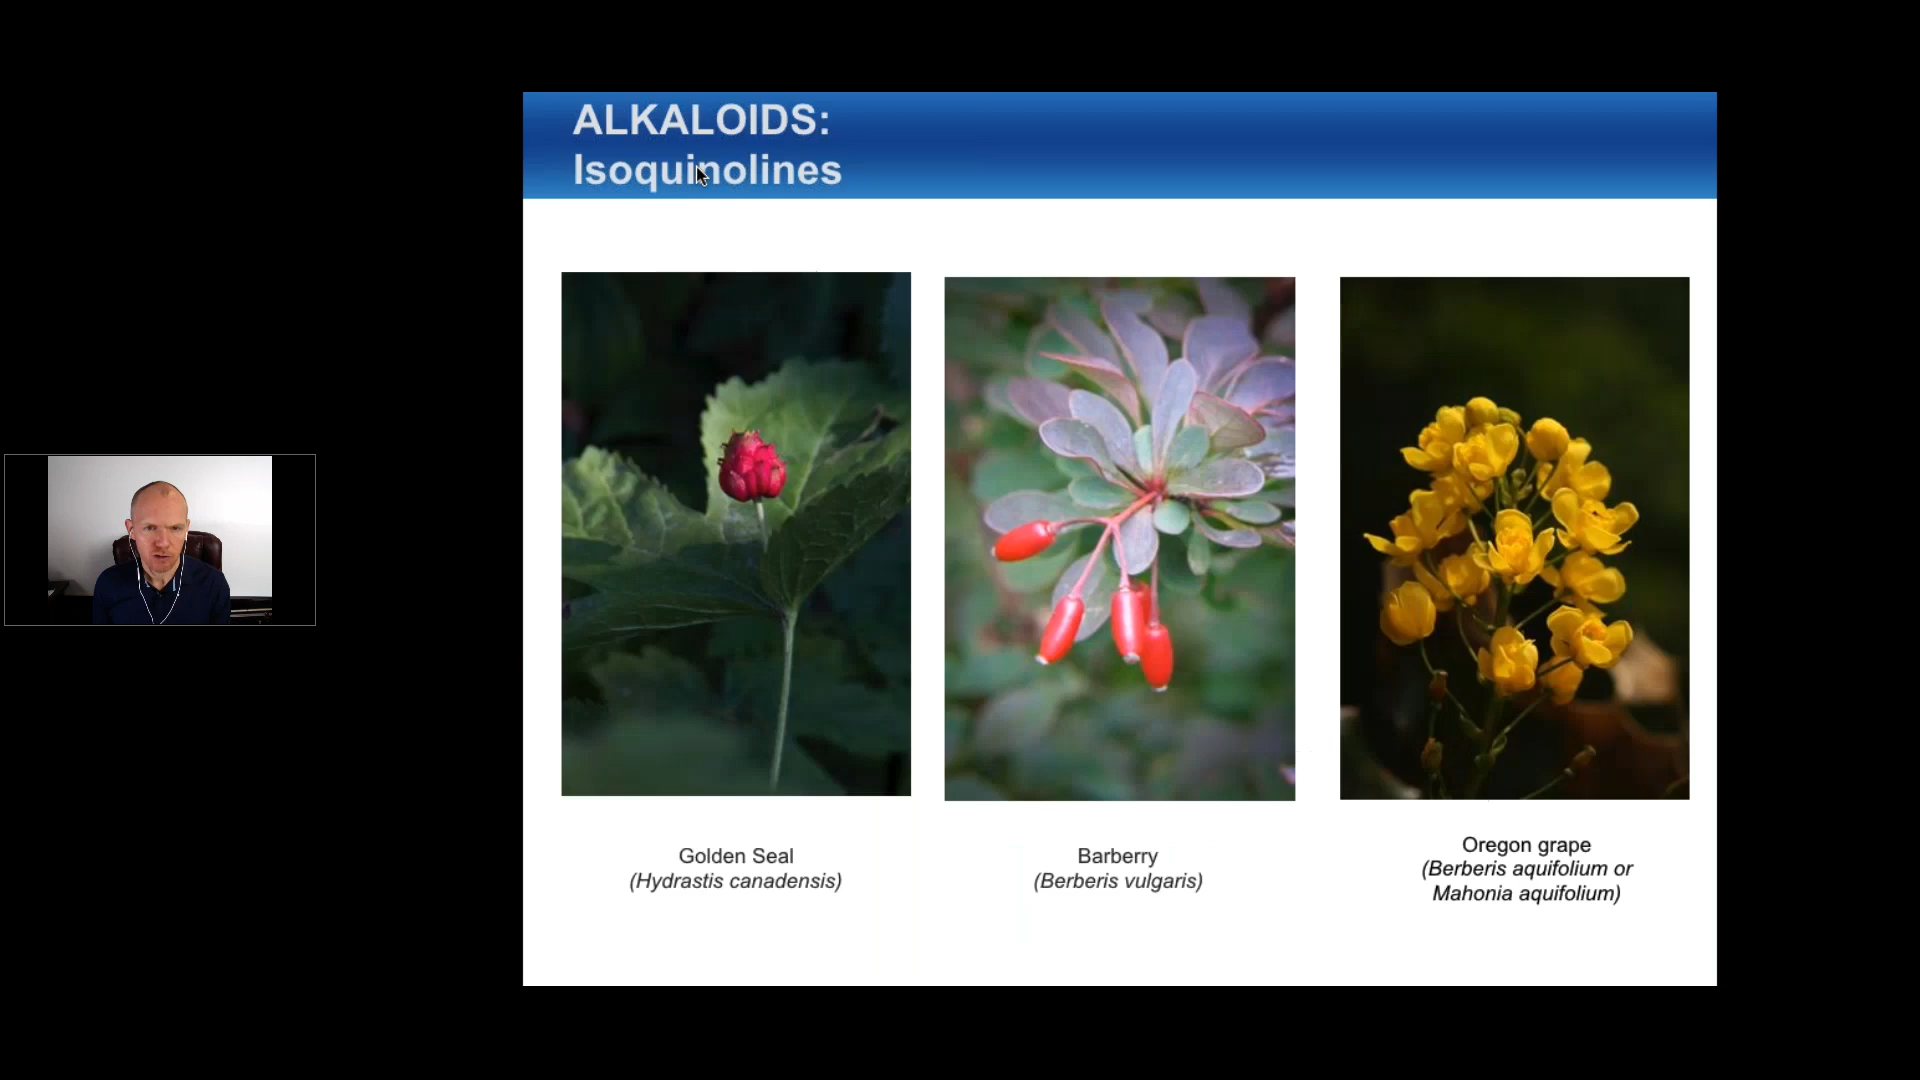 ALKALOIDS:
Isoquinolines
Golden Seal
(Hydrastis canadensis)
Barberry
(Berberis vulgaris)
Oregon grape
(Berberis aquifolium or
Mahonia aquifolium)